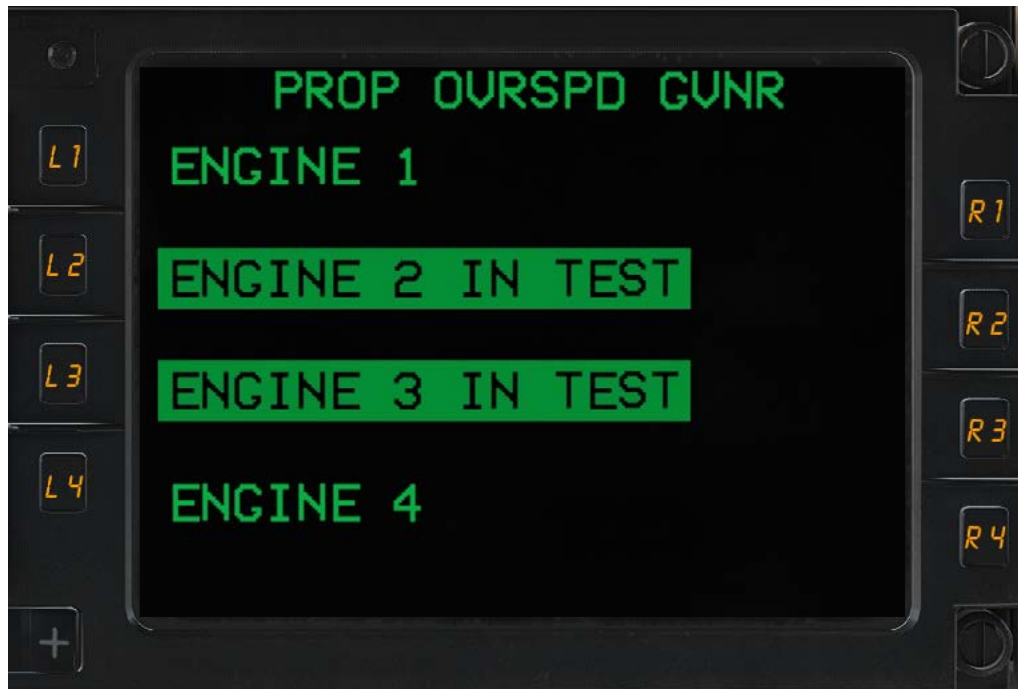 PROP OVRSPD GVNR
L1
ENGINE 1
R1
L2
ENGINE 2 IN TEST
R2
L3
ENGINE 3 IN TEST
R3
L4
ENGINE 4
R4
+